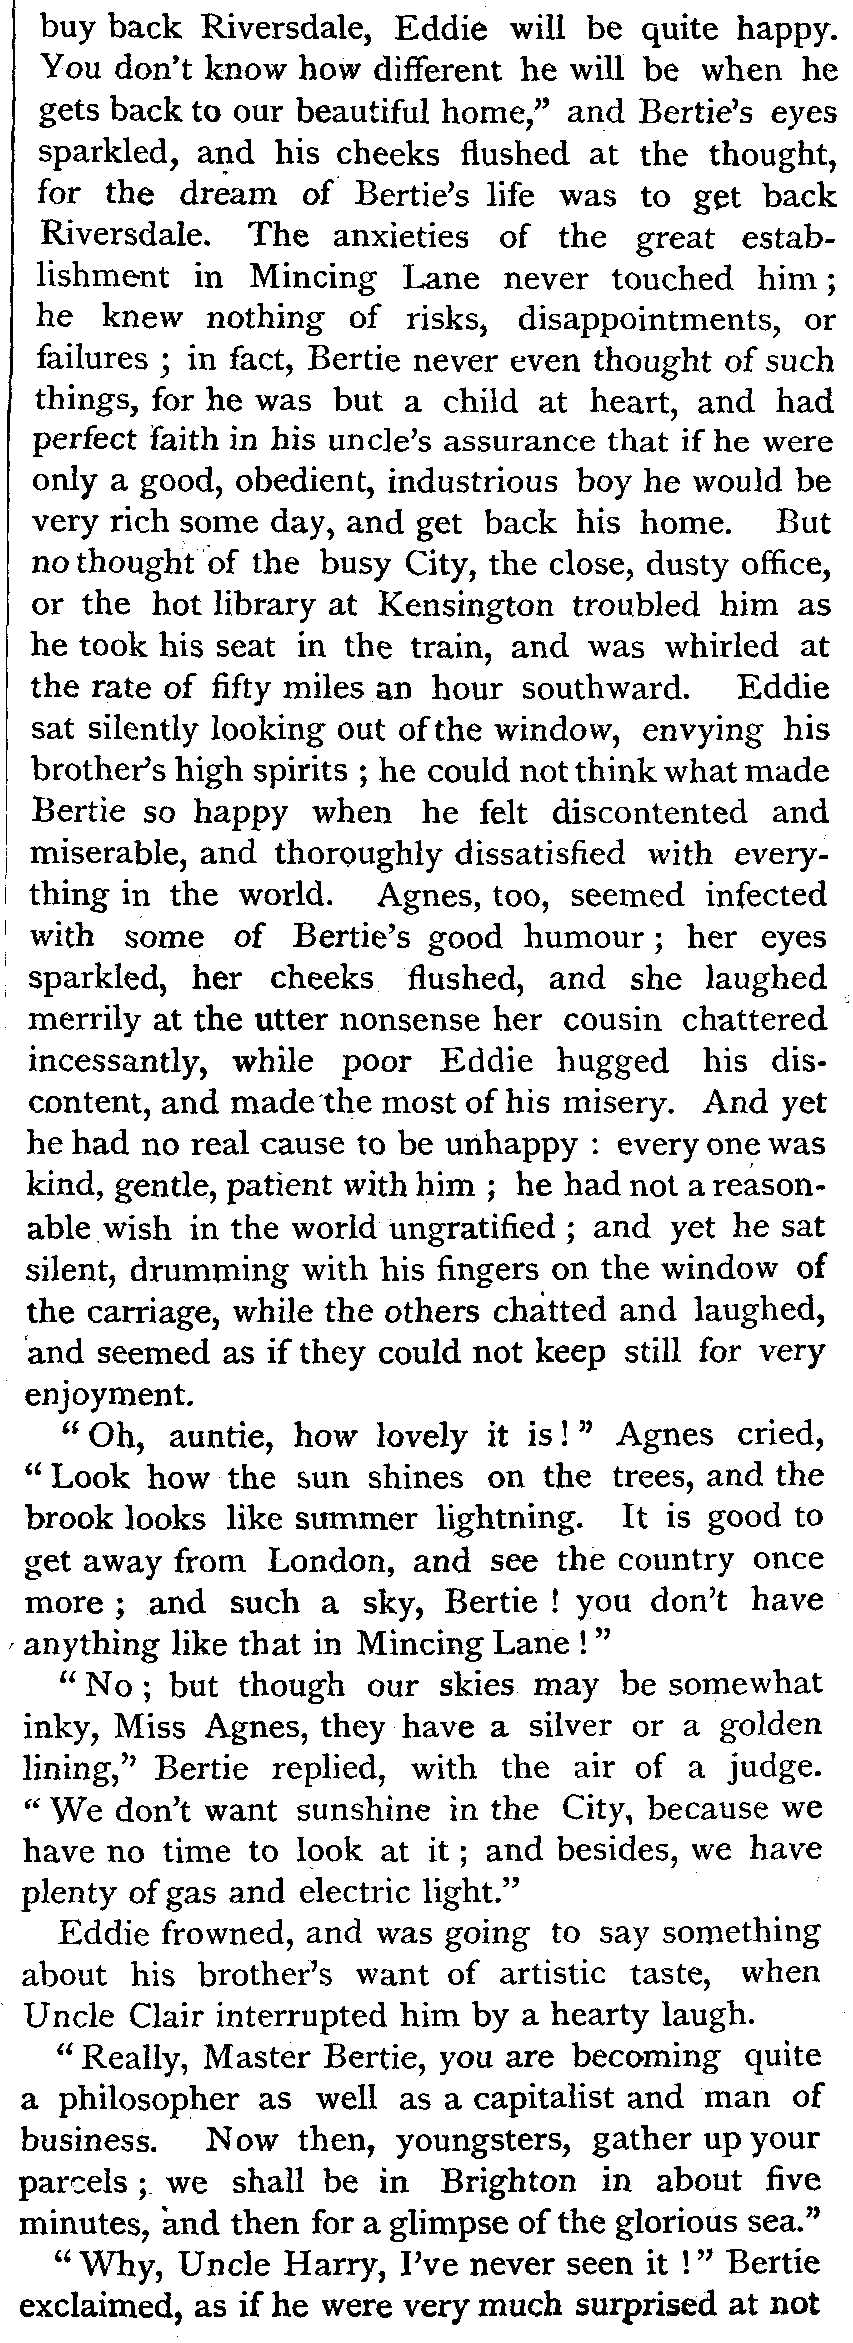 buy back Riversdale, Eddie will be quite happy.
You don't know how different he will be when he
gets back to our beautiful home,” and Bertie's eyes
sparkled, and his cheeks flushed at the thought,
for the dream of Bertie's life was to get back
Riversdale. The anxieties of the great estab-
lishment in Mincing Lane never touched him ;
he knew nothing of risks, disappointments, or
failures ; in fact, Bertie never even thought of such
things, for he was but a child at heart, and had
perfect faith in his uncle's assurance that if he were
only a good, obedient, industrious boy he would be
very rich some day, and get back his home. But
no thought of the busy City, the close, dusty office,
or the hot library at Kensington troubled him as
he took his seat in the train, and was whirled at
the rate of fifty miles an hour southward. Eddie
sat silently looking out of the window, envying his
brother's high spirits ; he could not think what made
Bertie so happy when he felt discontented and
miserable, and thoroughly dissatisfied with every-
thing in the world. Agnes, too, seemed infected
with some of Bertie's good humour ; her eyes
sparkled, her cheeks flushed, and she laughed
merrily at the utter nonsense her cousin chattered
incessantly, while poor Eddie hugged his dis-
content, and made the most of his misery. And yet
he had no real cause to be unhappy : every one was
kind, gentle, patient with him ; he had not a reason-
able wish in the world ungratified ; and yet he sat
silent, drumming with his fingers on the window of
the carriage, while the others chatted and laughed,
and seemed as if they could not keep still for very
enjoyment.
“Oh, auntie, how lovely it is!” Agnes cried,
“Look how the sun shines on the trees, and the
brook looks like summer lightning. It is good to
get away from London, and see the country once
more ; and such a sky, Bertie ! you don't have
anything like that in Mincing Lane !”
“No ; but though our skies may be somewhat
inky, Miss Agnes, they have a silver or a golden
lining,” Bertie replied, with the air of a judge.
“We don't want sunshine in the City, because we
have no time to look at it ; and besides, we have
plenty of gas and electric light.”
Eddie frowned, and was going to say something
about his brother's want of artistic taste, when
Uncle Clair interrupted him by a hearty laugh.
“Really, Master Bertie, you are becoming quite
a philosopher as well as a capitalist and man of
business. Now then, youngsters, gather up your
parcels ; we shall be in Brighton in about five
minutes, and then for a glimpse of the glorious sea.”
“Why, Uncle Harry, I've never seen it !” Bertie
exclaimed, as if he were very much surprised at not